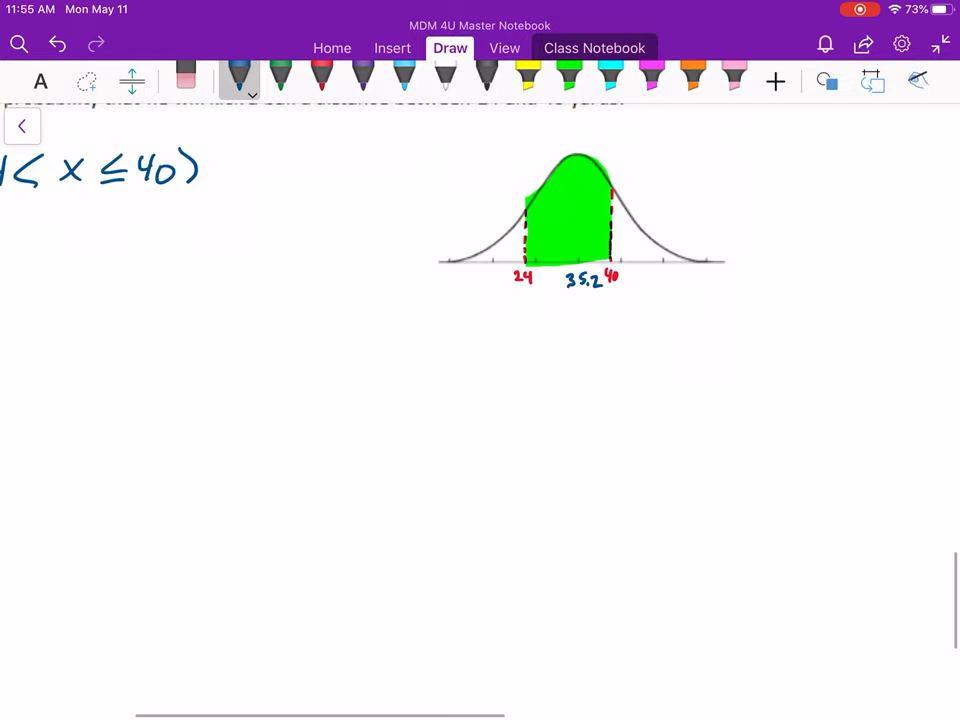 11:55 AM Mon May 11
73%
MDM 4U Master Notebook
Home Insert Draw View Class Notebook
A
< x ≤ 40)
24 35.2 40